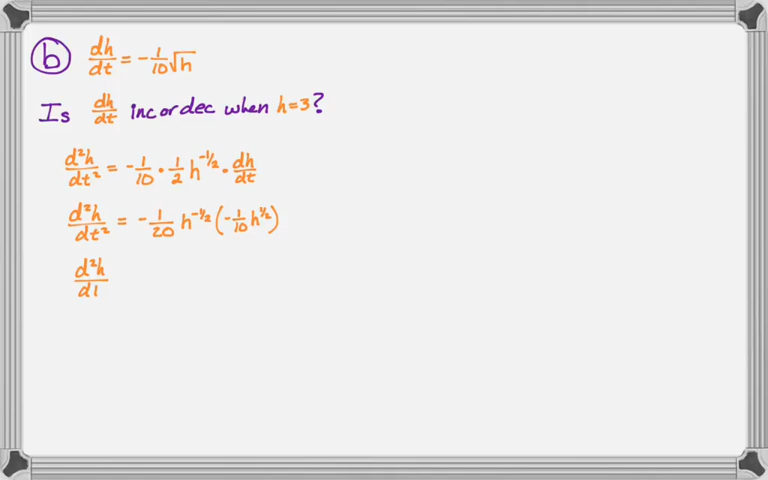 ⓑ dh/dt = -1/10 √h
Is dh/dt inc or dec when h=3?
d²h/dt² = -1/10 · 1/2 h^(-1/2) · dh/dt
d²h/dt² = -1/20 h^(-1/2) (-1/10 h^(1/2))
d²h/d1